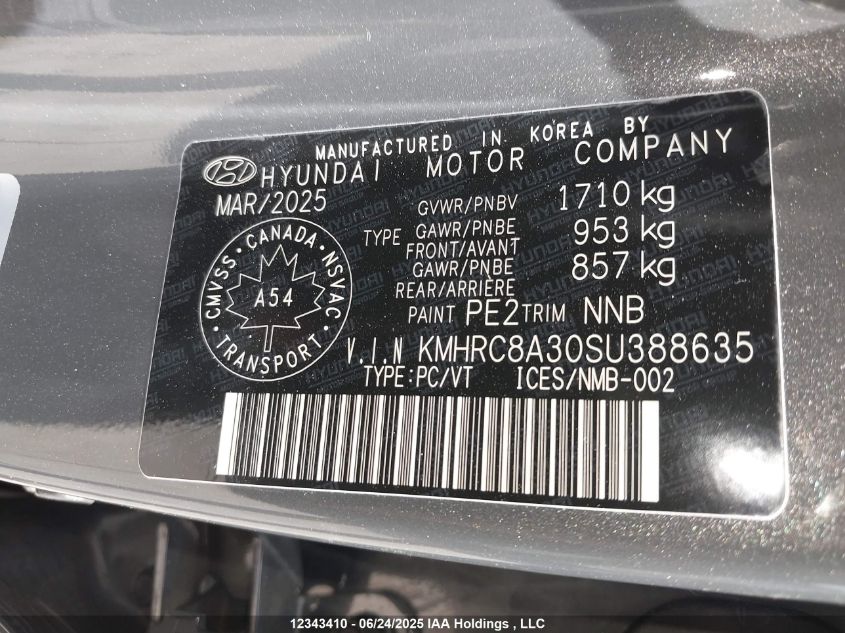 MANUFACTURED IN KOREA BY
HYUNDAI MOTOR COMPANY
MAR/2025
GVWR/PNBV 1710 kg
TYPE GAWR/PNBE FRONT/AVANT 953 kg
GAWR/PNBE REAR/ARRIÈRE 857 kg
PAINT PE2 TRIM NNB
CMVSS · CANADA · NSVAC · TRANSPORT ·
A54
V.I.N KMHRC8A30SU388635
TYPE:PC/VT ICES/NMB-002
12343410 - 06/24/2025 IAA Holdings , LLC